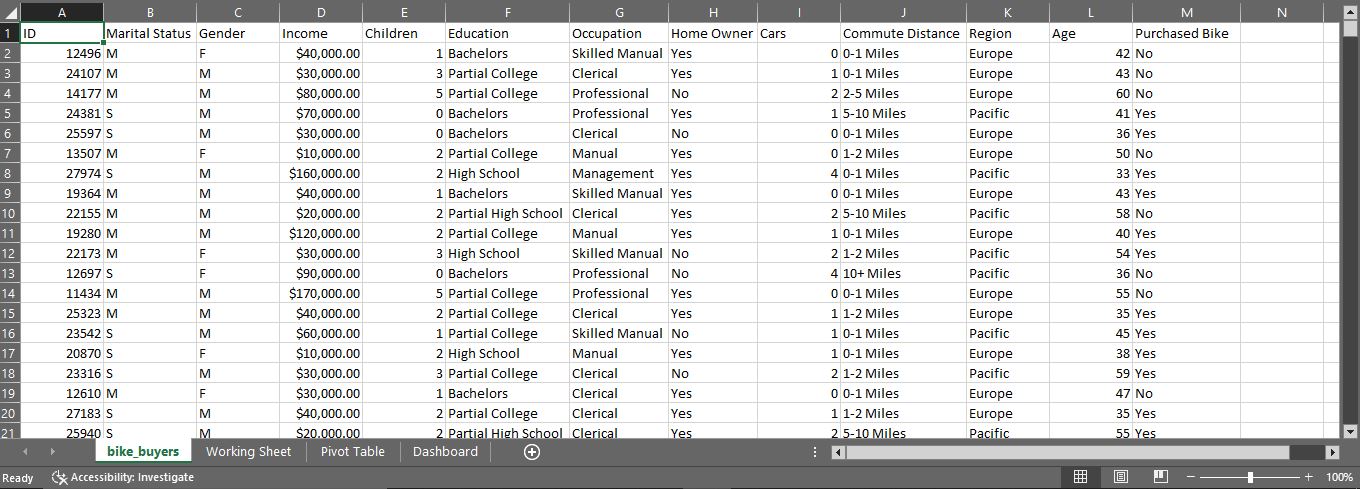 A B C D E F G H I J K L M N
1 ID Marital Status Gender Income Children Education Occupation Home Owner Cars Commute Distance Region Age Purchased Bike
2 12496 M F $40,000.00 1 Bachelors Skilled Manual Yes 0 0-1 Miles Europe 42 No
3 24107 M M $30,000.00 3 Partial College Clerical Yes 1 0-1 Miles Europe 43 No
4 14177 M M $80,000.00 5 Partial College Professional No 2 2-5 Miles Europe 60 No
5 24381 S M $70,000.00 0 Bachelors Professional Yes 1 5-10 Miles Pacific 41 Yes
6 25597 S M $30,000.00 0 Bachelors Clerical No 0 0-1 Miles Europe 36 Yes
7 13507 M F $10,000.00 2 Partial College Manual Yes 0 1-2 Miles Europe 50 No
8 27974 S M $160,000.00 2 High School Management Yes 4 0-1 Miles Pacific 33 Yes
9 19364 M M $40,000.00 1 Bachelors Skilled Manual Yes 0 0-1 Miles Europe 43 Yes
10 22155 M M $20,000.00 2 Partial High School Clerical Yes 2 5-10 Miles Pacific 58 No
11 19280 M M $120,000.00 2 Partial College Manual Yes 1 0-1 Miles Europe 40 Yes
12 22173 M F $30,000.00 3 High School Skilled Manual No 2 1-2 Miles Pacific 54 Yes
13 12697 S F $90,000.00 0 Bachelors Professional No 4 10+ Miles Pacific 36 No
14 11434 M M $170,000.00 5 Partial College Professional Yes 0 0-1 Miles Europe 55 No
15 25323 M M $40,000.00 2 Partial College Clerical Yes 1 1-2 Miles Europe 35 Yes
16 23542 S M $60,000.00 1 Partial College Skilled Manual No 1 0-1 Miles Pacific 45 Yes
17 20870 S F $10,000.00 2 High School Manual Yes 1 0-1 Miles Europe 38 Yes
18 23316 S M $30,000.00 3 Partial College Clerical No 2 1-2 Miles Pacific 59 Yes
19 12610 M F $30,000.00 1 Bachelors Clerical Yes 0 0-1 Miles Europe 47 No
20 27183 S M $40,000.00 2 Partial College Clerical Yes 1 1-2 Miles Europe 35 Yes
21 25940 S M $20,000.00 2 Partial High School Clerical Yes 2 5-10 Miles Pacific 55 Yes
bike_buyers Working Sheet Pivot Table Dashboard
Ready Accessibility: Investigate 100%